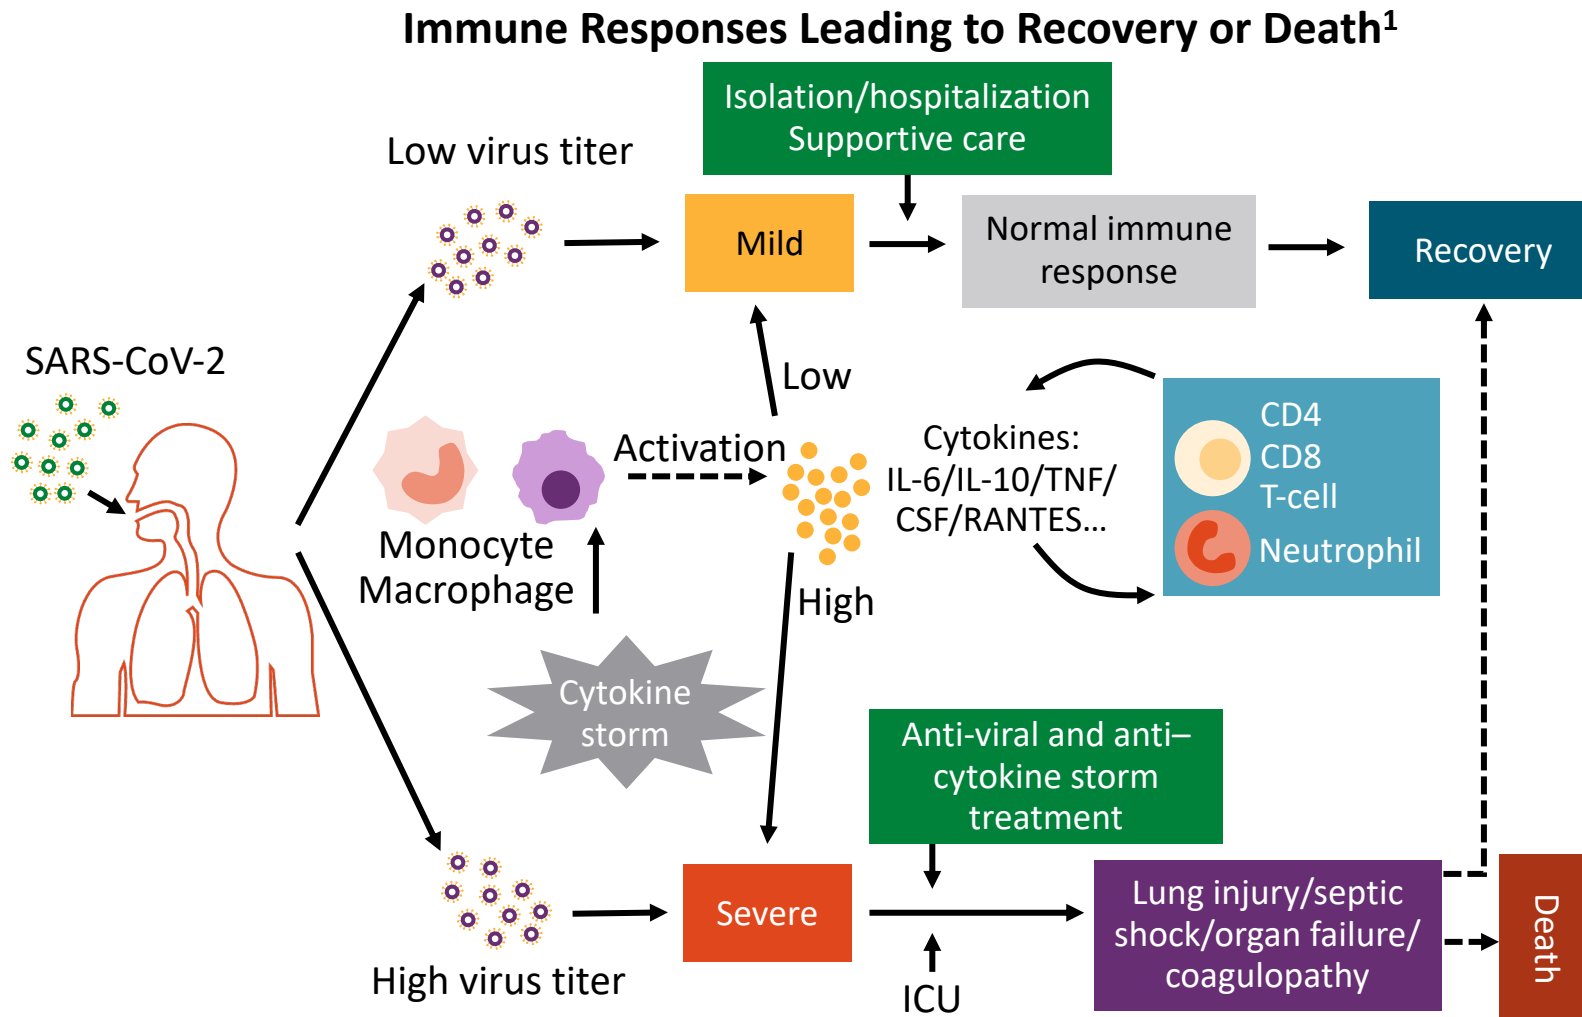 Immune Responses Leading to Recovery or Death¹
Isolation/hospitalization
Supportive care
Low virus titer
Mild
Normal immune
response
Recovery
SARS-CoV-2
Low
Activation
Monocyte
Macrophage
High
Cytokines:
IL-6/IL-10/TNF/
CSF/RANTES...
CD4
CD8
T-cell
Neutrophil
Cytokine
storm
Anti-viral and anti–
cytokine storm
treatment
High virus titer
Severe
ICU
Lung injury/septic
shock/organ failure/
coagulopathy
Death